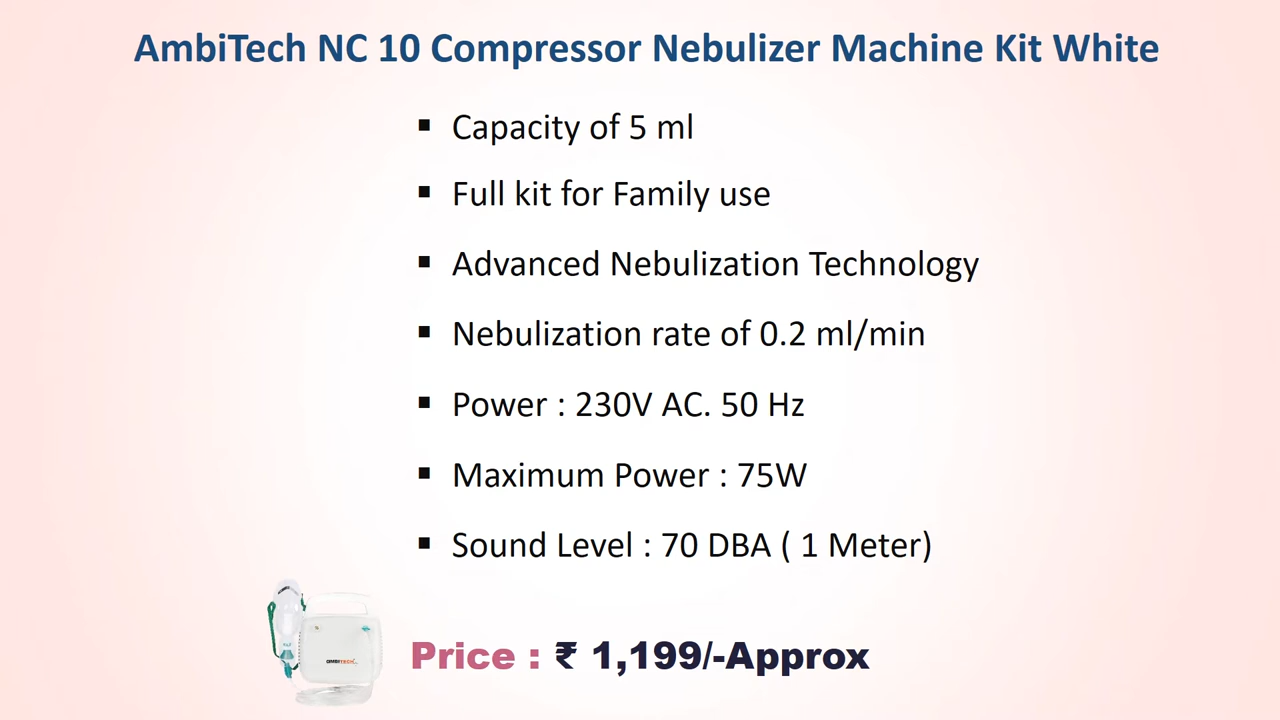 AmbiTech NC 10 Compressor Nebulizer Machine Kit White
▪ Capacity of 5 ml
▪ Full kit for Family use
▪ Advanced Nebulization Technology
▪ Nebulization rate of 0.2 ml/min
▪ Power : 230V AC. 50 Hz
▪ Maximum Power : 75W
▪ Sound Level : 70 DBA ( 1 Meter)
AMBITECH
Price : ₹ 1,199/-Approx